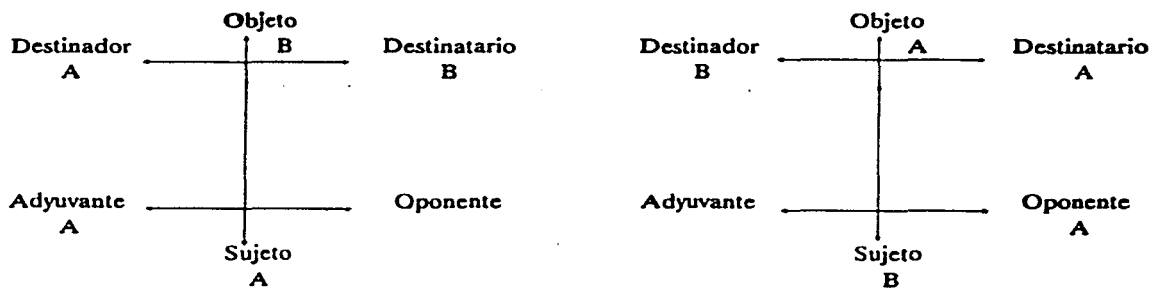 Objeto
Destinador B Destinatario
A B
Adyuvante Oponente
A
Sujeto
A
Objeto
Destinador A Destinatario
B A
Adyuvante Oponente
A
Sujeto
B